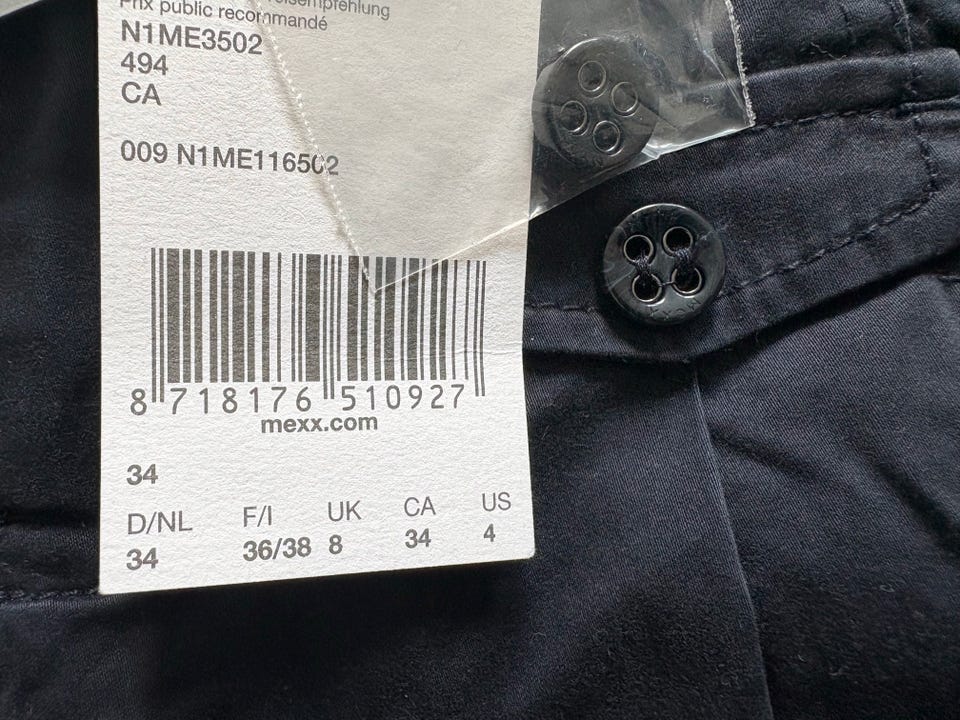 Prix public recommandé
N1ME3502
494
CA
009 N1ME116502
8 718176 510927
mexx.com
34
D/NL F/I UK CA US
34 36/38 8 34 4